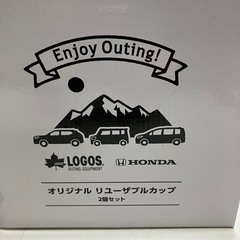 Enjoy Outing!
LOGOS HONDA
OUTING EQUIPMENT
オリジナル リユーザブルカップ
2個セット